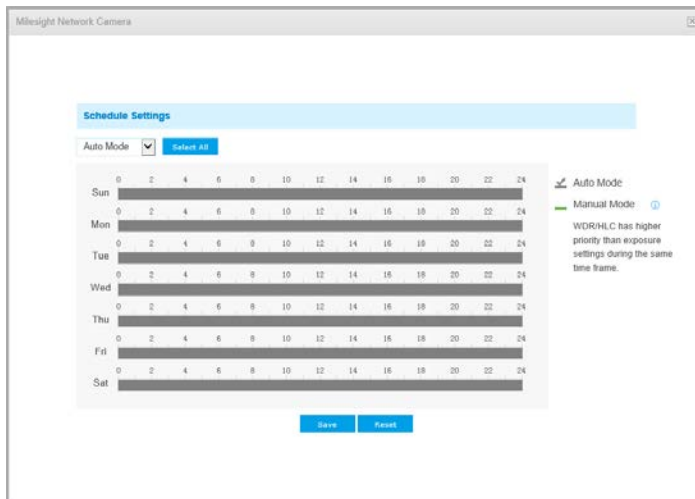 Milesight Network Camera
Schedule Settings
Auto Mode
Select All
0 2 4 6 8 10 12 14 16 18 20 22 24
Sun
0 2 4 6 8 10 12 14 16 18 20 22 24
Mon
0 2 4 6 8 10 12 14 16 18 20 22 24
Tue
0 2 4 6 8 10 12 14 16 18 20 22 24
Wed
0 2 4 6 8 10 12 14 16 18 20 22 24
Thu
0 2 4 6 8 10 12 14 16 18 20 22 24
Fri
0 2 4 6 8 10 12 14 16 18 20 22 24
Sat
Auto Mode
Manual Mode
WDR/HLC has higher
priority than exposure
settings during the same
time frame.
Save
Reset